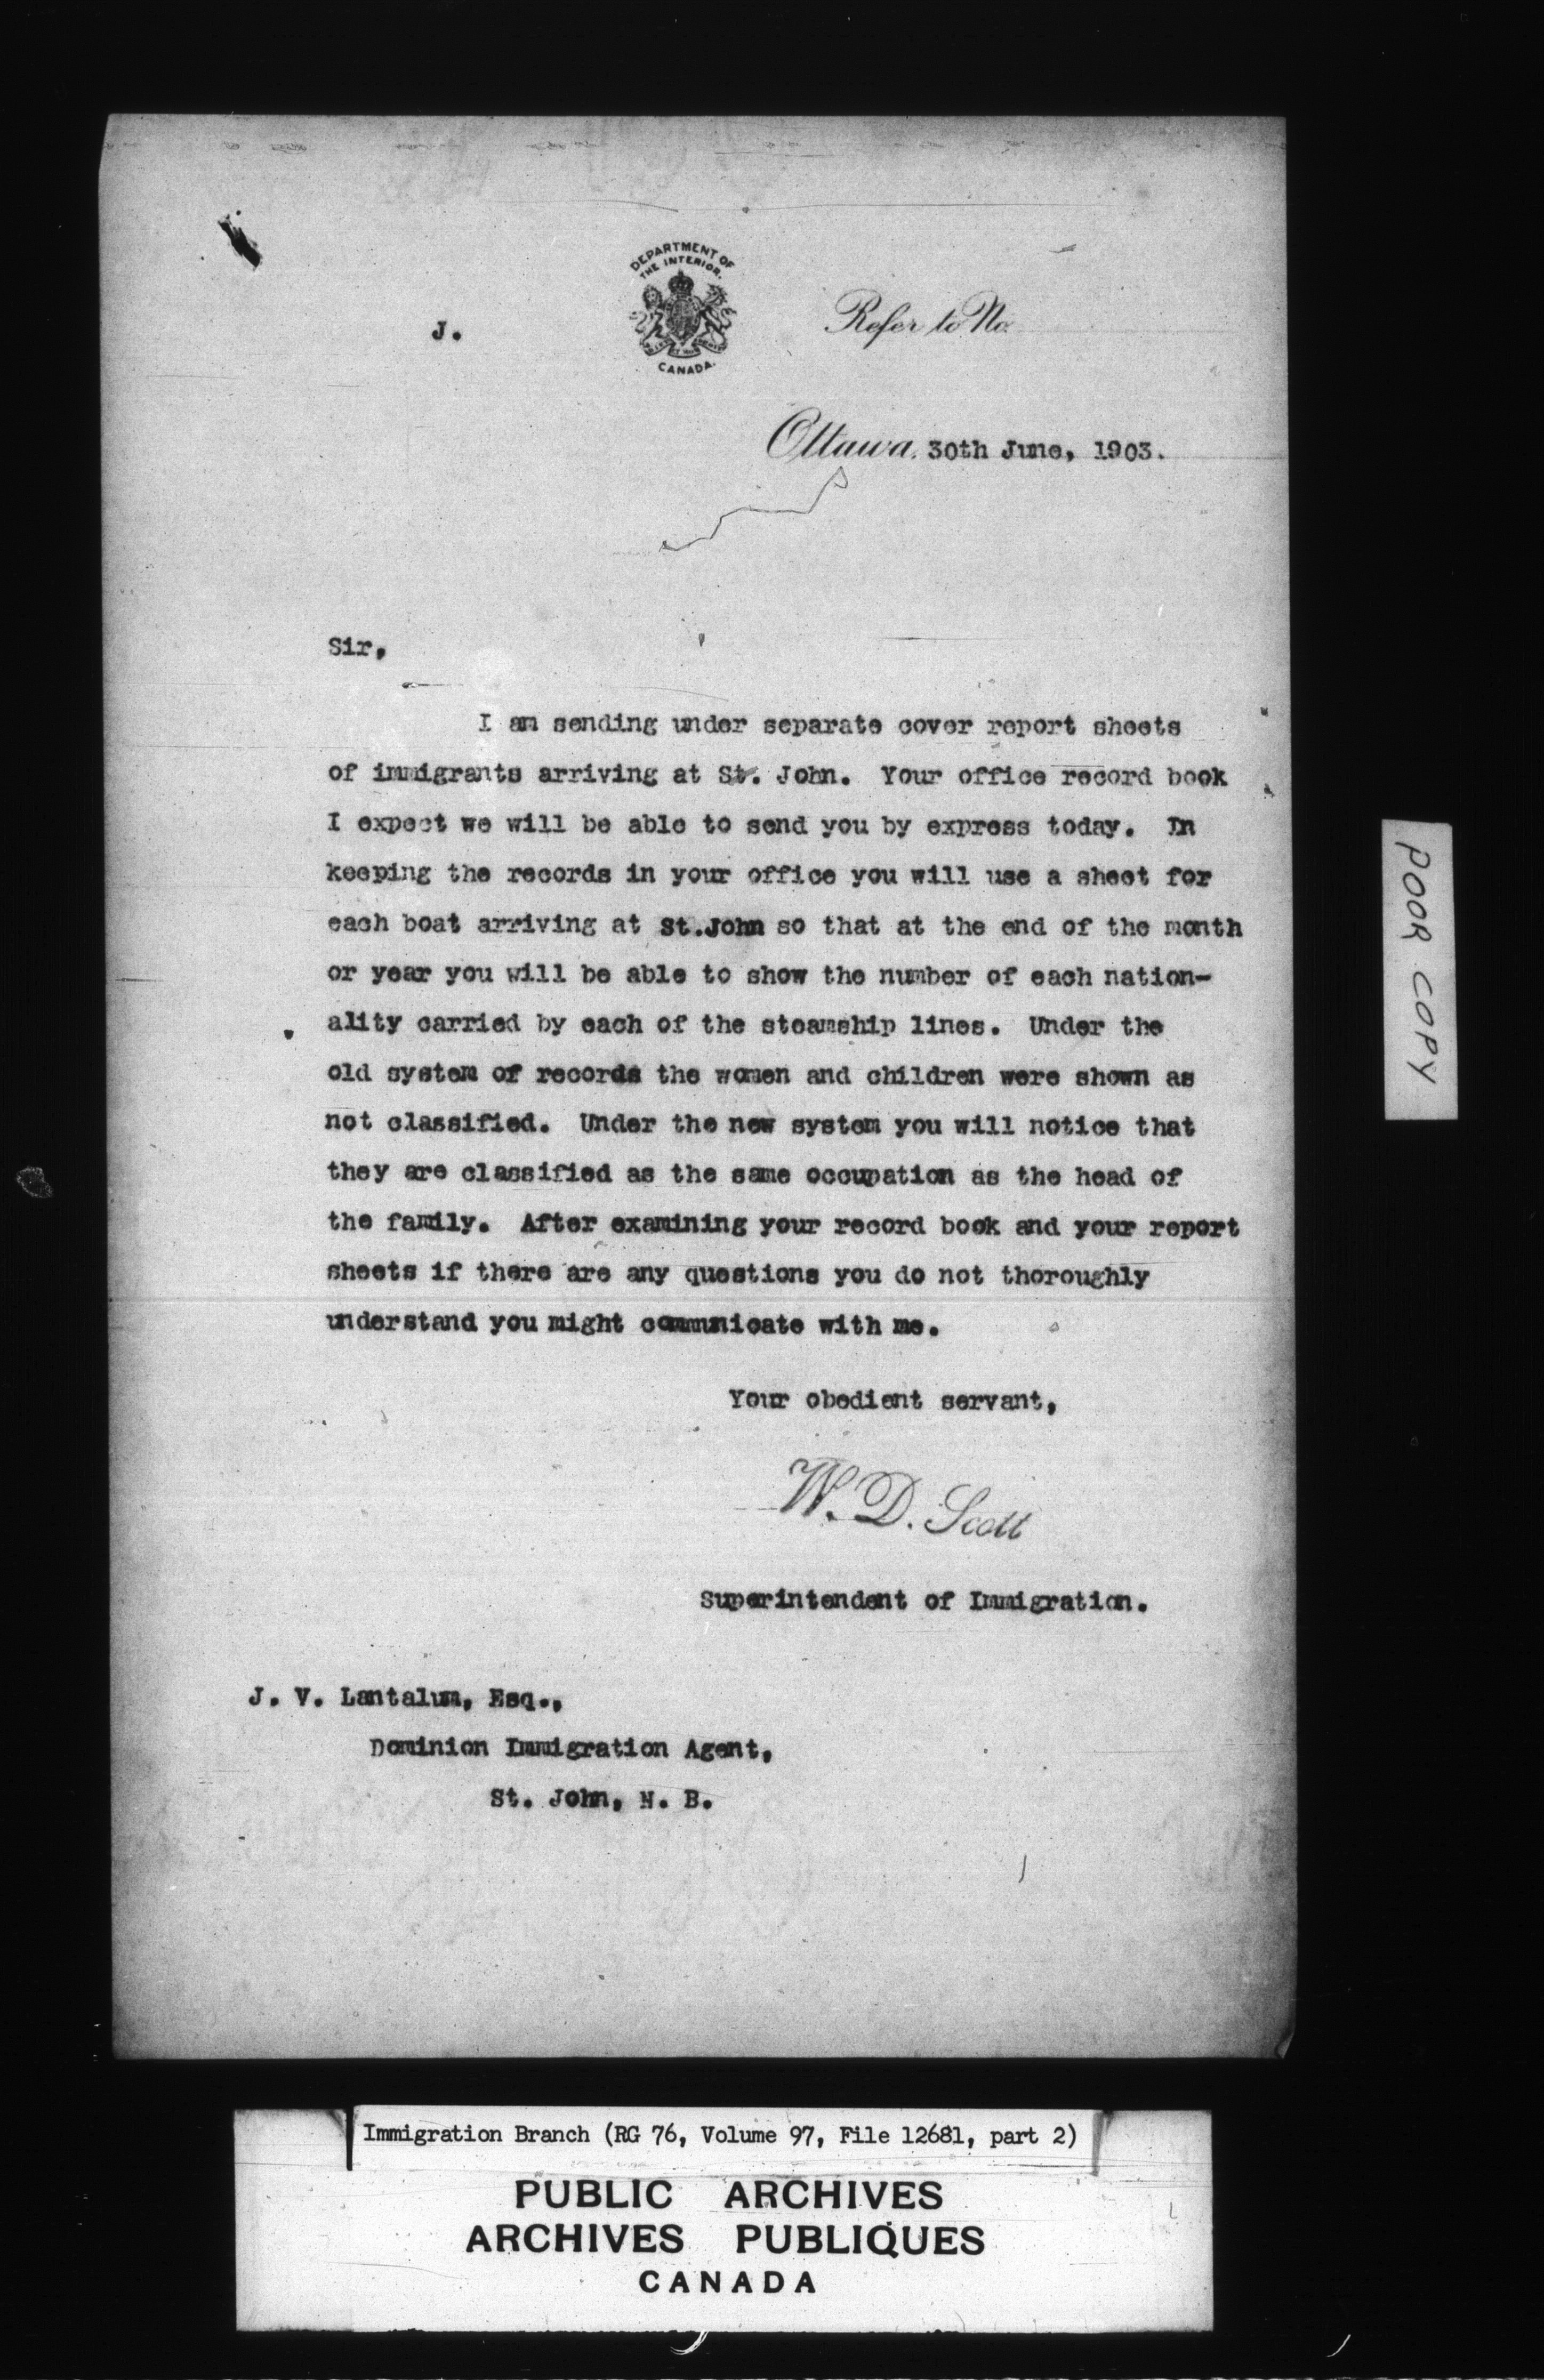 DEPARTMENT OF
THE INTERIOR.
CANADA.
J.
Refer to No.
Ottawa, 30th June, 1903.
Sir,
I am sending under separate cover report sheets
of immigrants arriving at St. John. Your office record book
I expect we will be able to send you by express today. In
keeping the records in your office you will use a sheet for
each boat arriving at St.John so that at the end of the month
or year you will be able to show the number of each nation-
ality carried by each of the steamship lines. Under the
old system of records the women and children were shown as
not classified. Under the new system you will notice that
they are classified as the same occupation as the head of
the family. After examining your record book and your report
sheets if there are any questions you do not thoroughly
understand you might communicate with me.
Your obedient servant,
W. D. Scott
Superintendent of Immigration.
J. V. Lantalum, Esq.,
Dominion Immigration Agent,
St. John, N. B.
POOR COPY
Immigration Branch (RG 76, Volume 97, File 12681, part 2)
PUBLIC ARCHIVES
ARCHIVES PUBLIQUES
CANADA